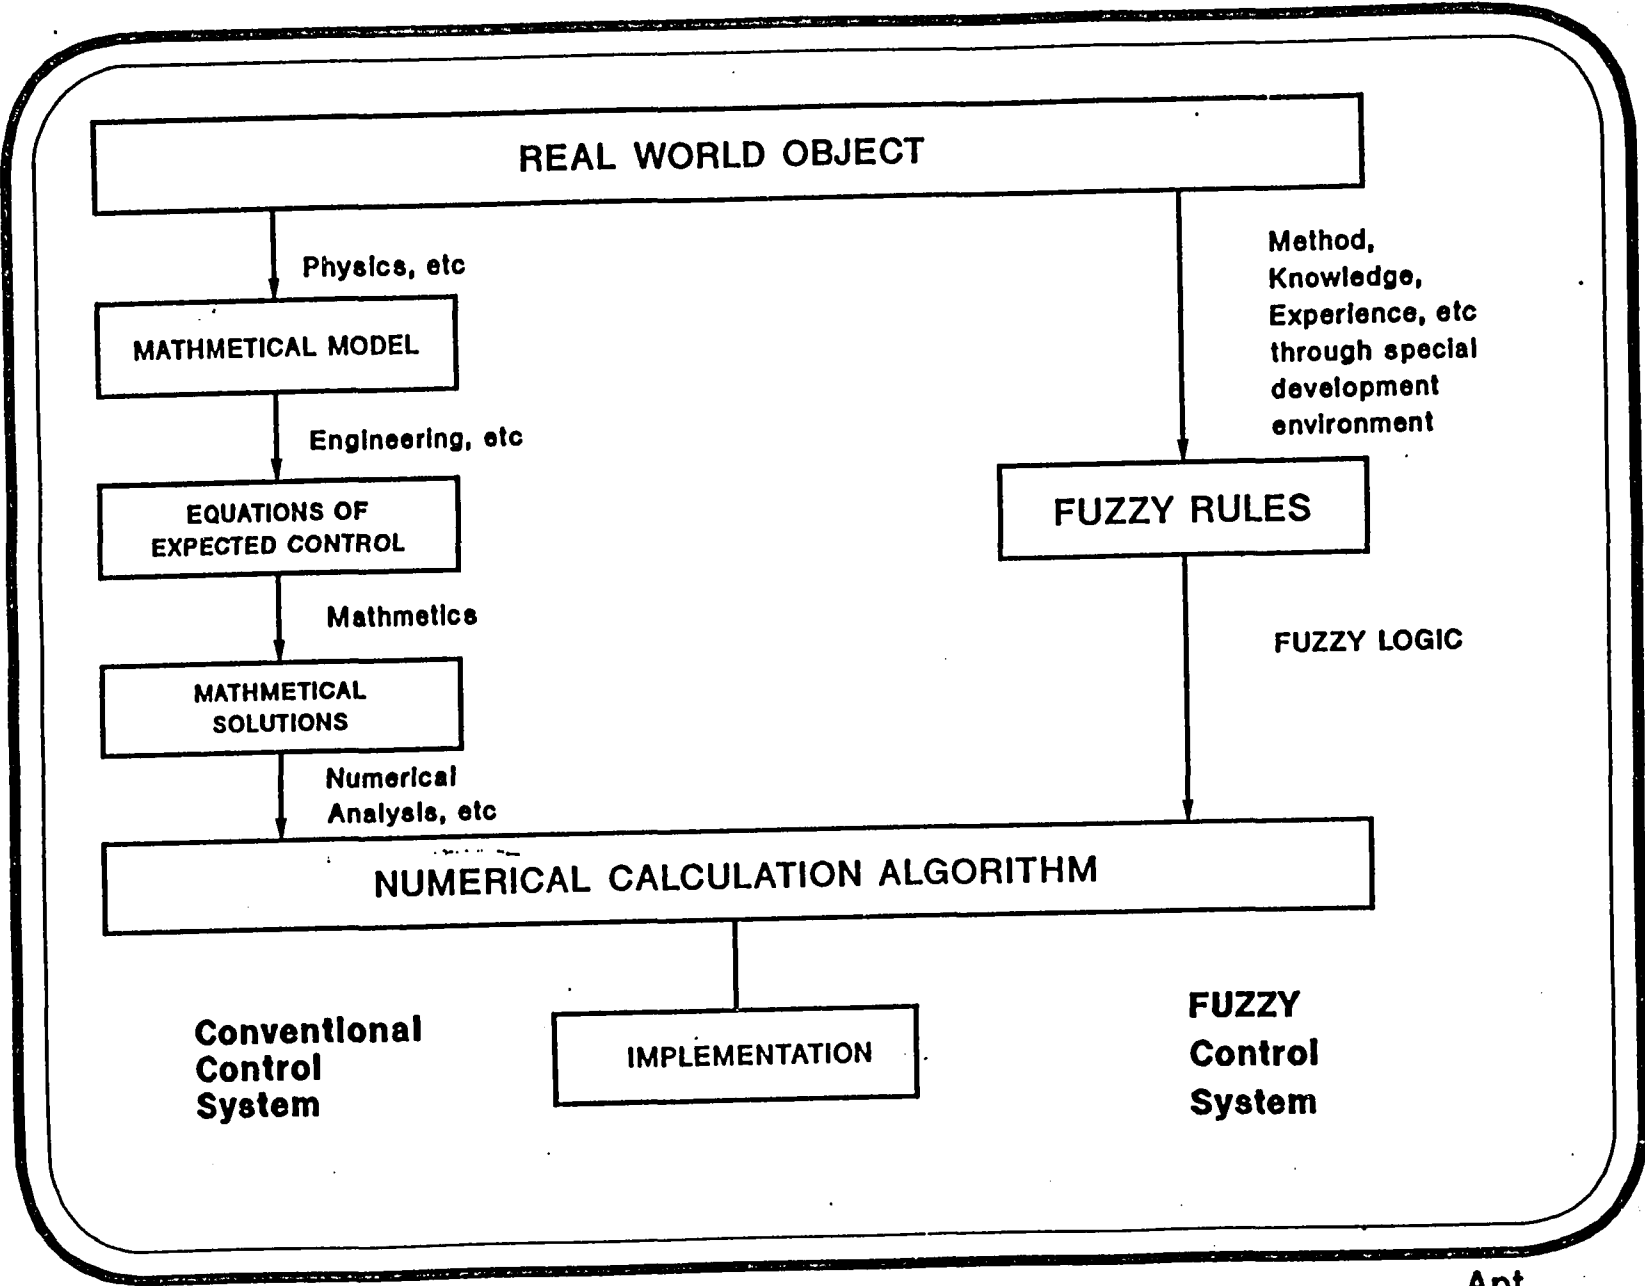 REAL WORLD OBJECT
Physics, etc
MATHMETICAL MODEL
Engineering, etc
EQUATIONS OF
EXPECTED CONTROL
Mathmetics
MATHMETICAL
SOLUTIONS
Numerical
Analysis, etc
Method,
Knowledge,
Experience, etc
through special
development
environment
FUZZY RULES
FUZZY LOGIC
NUMERICAL CALCULATION ALGORITHM
Conventional
Control
System
IMPLEMENTATION
FUZZY
Control
System